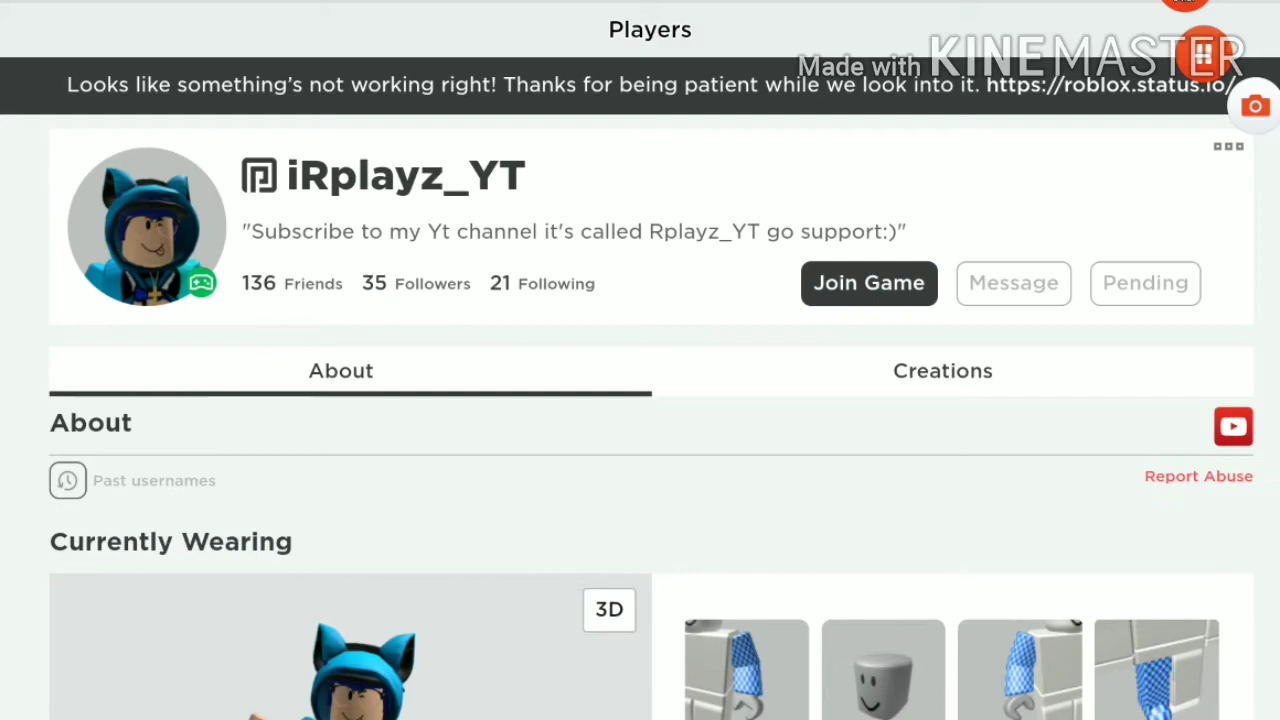 Players
Made with KINEMASTER
Looks like something's not working right! Thanks for being patient while we look into it. https://roblox.status.io/
iRplayz_YT
"Subscribe to my Yt channel it's called Rplayz_YT go support:)"
136 Friends 35 Followers 21 Following
Join Game Message Pending
About Creations
About
Past usernames
Report Abuse
Currently Wearing
3D